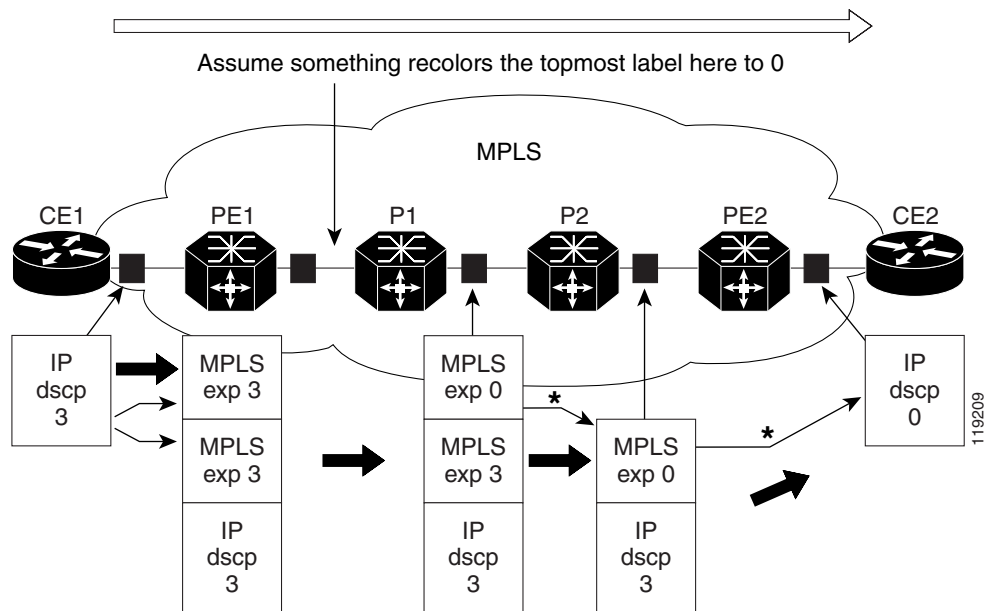 Assume something recolors the topmost label here to 0
MPLS
CE1
PE1
P1
P2
PE2
CE2
IP
dscp
3
MPLS
exp 3
MPLS
exp 3
IP
dscp
3
MPLS
exp 0
MPLS
exp 3
IP
dscp
3
*
MPLS
exp 0
IP
dscp
3
*
IP
dscp
0
119209